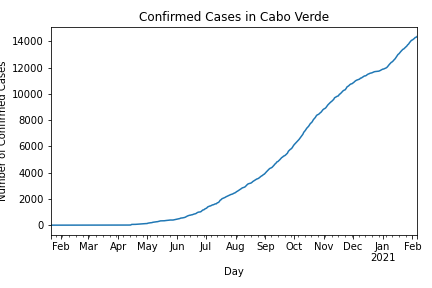 Confirmed Cases in Cabo Verde
14000
12000
10000
8000
6000
4000
2000
0
Number of Confirmed Cases
Feb Mar Apr May Jun Jul Aug Sep Oct Nov Dec Jan Feb
2021
Day